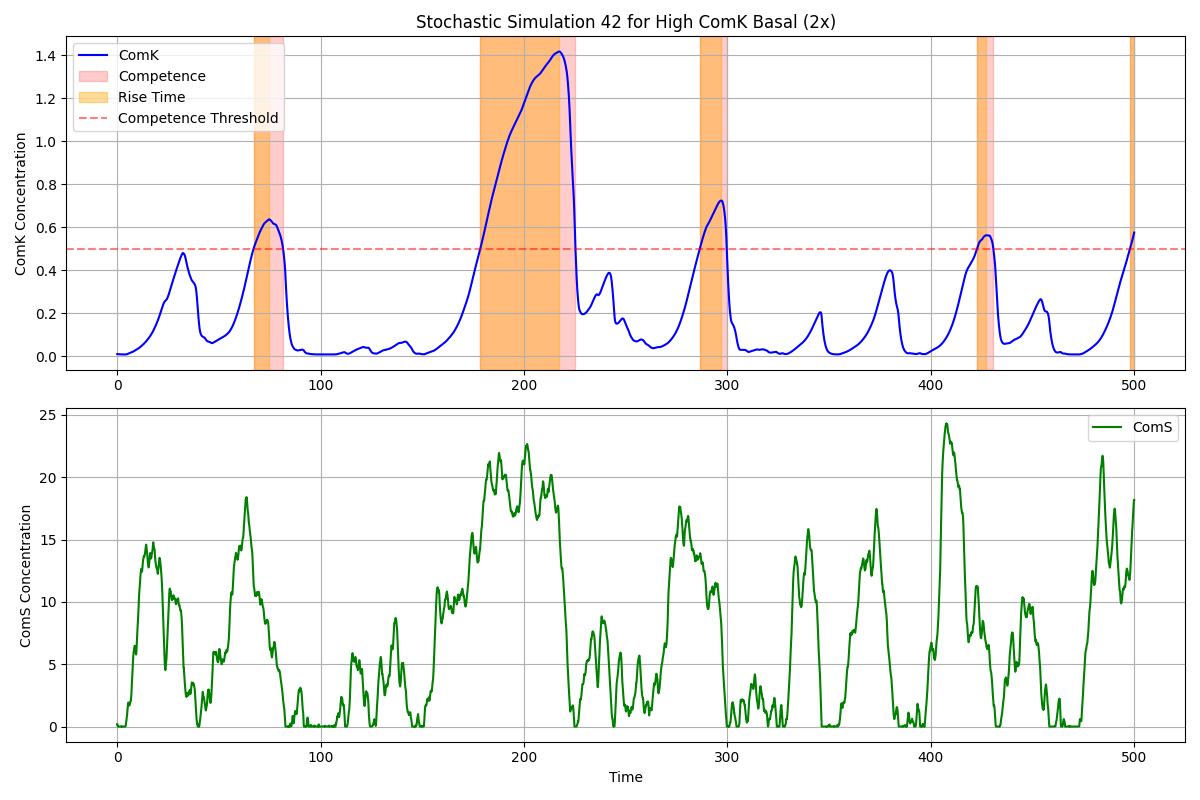 Stochastic Simulation 42 for High ComK Basal (2x)
ComK
Competence
Rise Time
Competence Threshold
ComK Concentration
1.4
1.2
1.0
0.8
0.6
0.4
0.2
0.0
0 100 200 300 400 500
ComS
ComS Concentration
25
20
15
10
5
0
0 100 200 300 400 500
Time